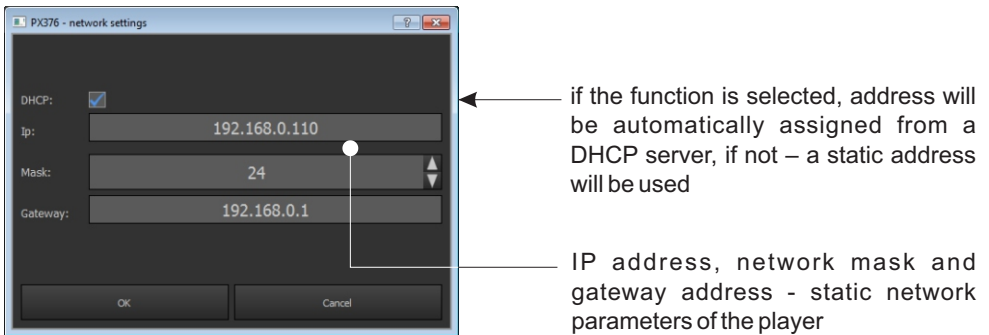 PX376 - network settings
?
DHCP:
Ip:
192.168.0.110
Mask:
24
Gateway:
192.168.0.1
OK
Cancel
if the function is selected, address will
be automatically assigned from a
DHCP server, if not – a static address
will be used
IP address, network mask and
gateway address - static network
parameters of the player